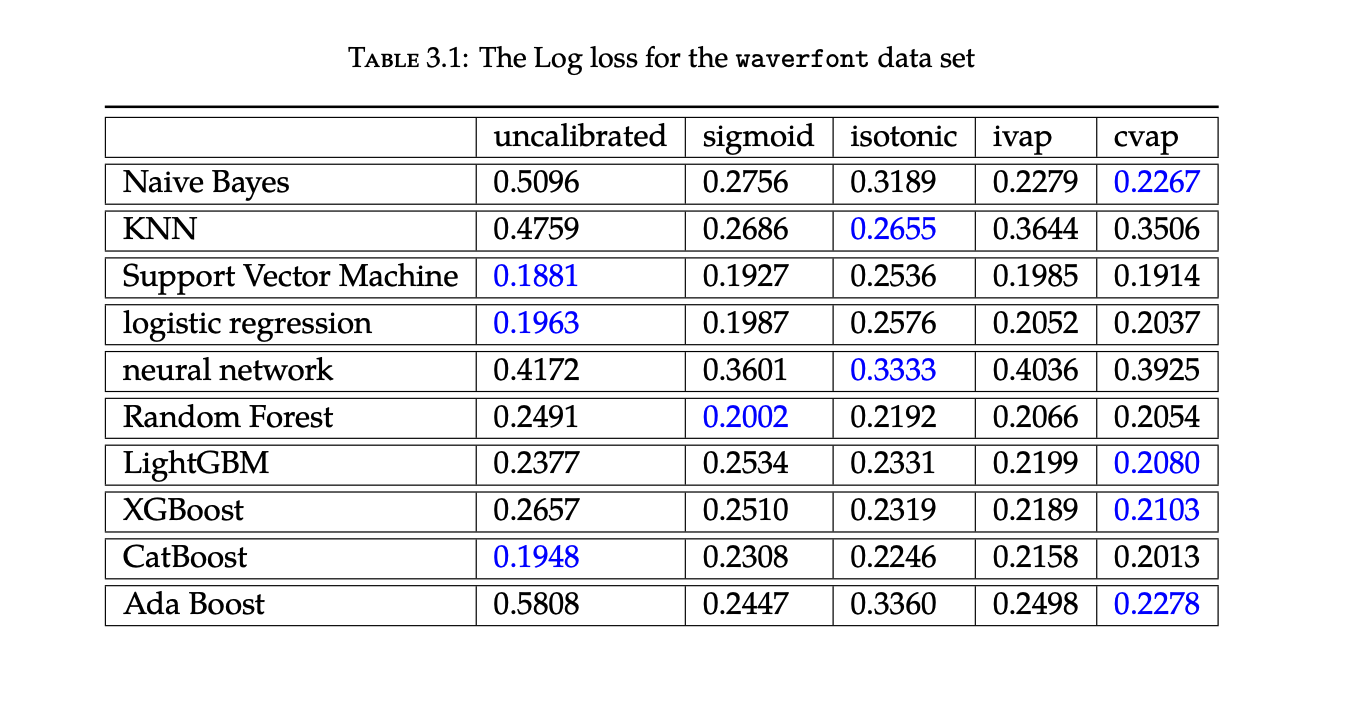 TABLE 3.1: The Log loss for the waverfont data set
uncalibrated sigmoid isotonic ivap cvap
Naive Bayes 0.5096 0.2756 0.3189 0.2279 0.2267
KNN 0.4759 0.2686 0.2655 0.3644 0.3506
Support Vector Machine 0.1881 0.1927 0.2536 0.1985 0.1914
logistic regression 0.1963 0.1987 0.2576 0.2052 0.2037
neural network 0.4172 0.3601 0.3333 0.4036 0.3925
Random Forest 0.2491 0.2002 0.2192 0.2066 0.2054
LightGBM 0.2377 0.2534 0.2331 0.2199 0.2080
XGBoost 0.2657 0.2510 0.2319 0.2189 0.2103
CatBoost 0.1948 0.2308 0.2246 0.2158 0.2013
Ada Boost 0.5808 0.2447 0.3360 0.2498 0.2278